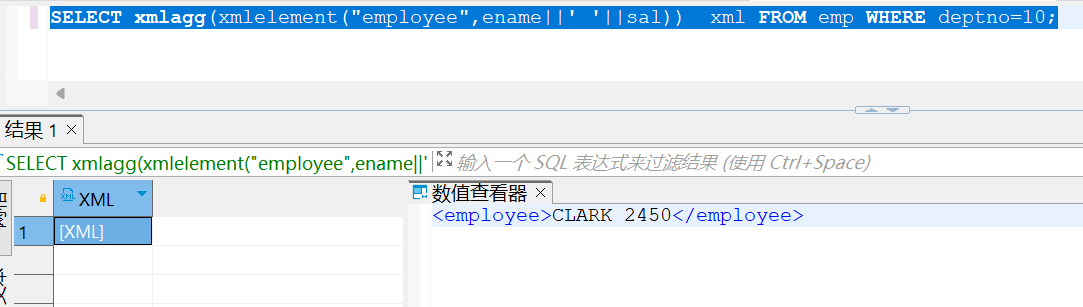 SELECT xmlagg(xmlelement("employee",ename||' '||sal))  xml FROM emp WHERE deptno=10;
结果 1
SELECT xmlagg(xmlelement("employee",ename||'
输入一个 SQL 表达式来过滤结果 (使用 Ctrl+Space)
XML
数值查看器
<employee>CLARK 2450</employee>
1
[XML]